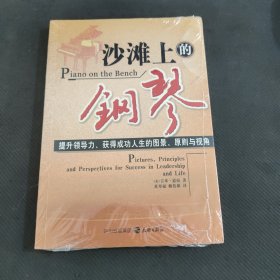 沙滩上的
Piano on the Bench
鋼琴
提升领导力、获得成功人生的图景、原则与视角
Pictures, Principles
and Perspectives for Success in Leadership
and Life